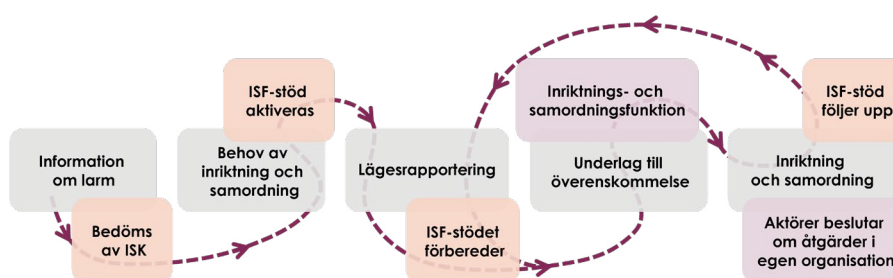 Information
om larm
Bedöms
av ISK
ISF-stöd
aktiveras
Behov av
inriktning och
samordning
Lägesrapportering
ISF-stödet
förbereder
Inriktnings- och
samordningsfunktion
Underlag till
överenskommelse
ISF-stöd
följer upp
Inriktning
och samordning
Aktörer beslutar
om åtgärder i
egen organisation